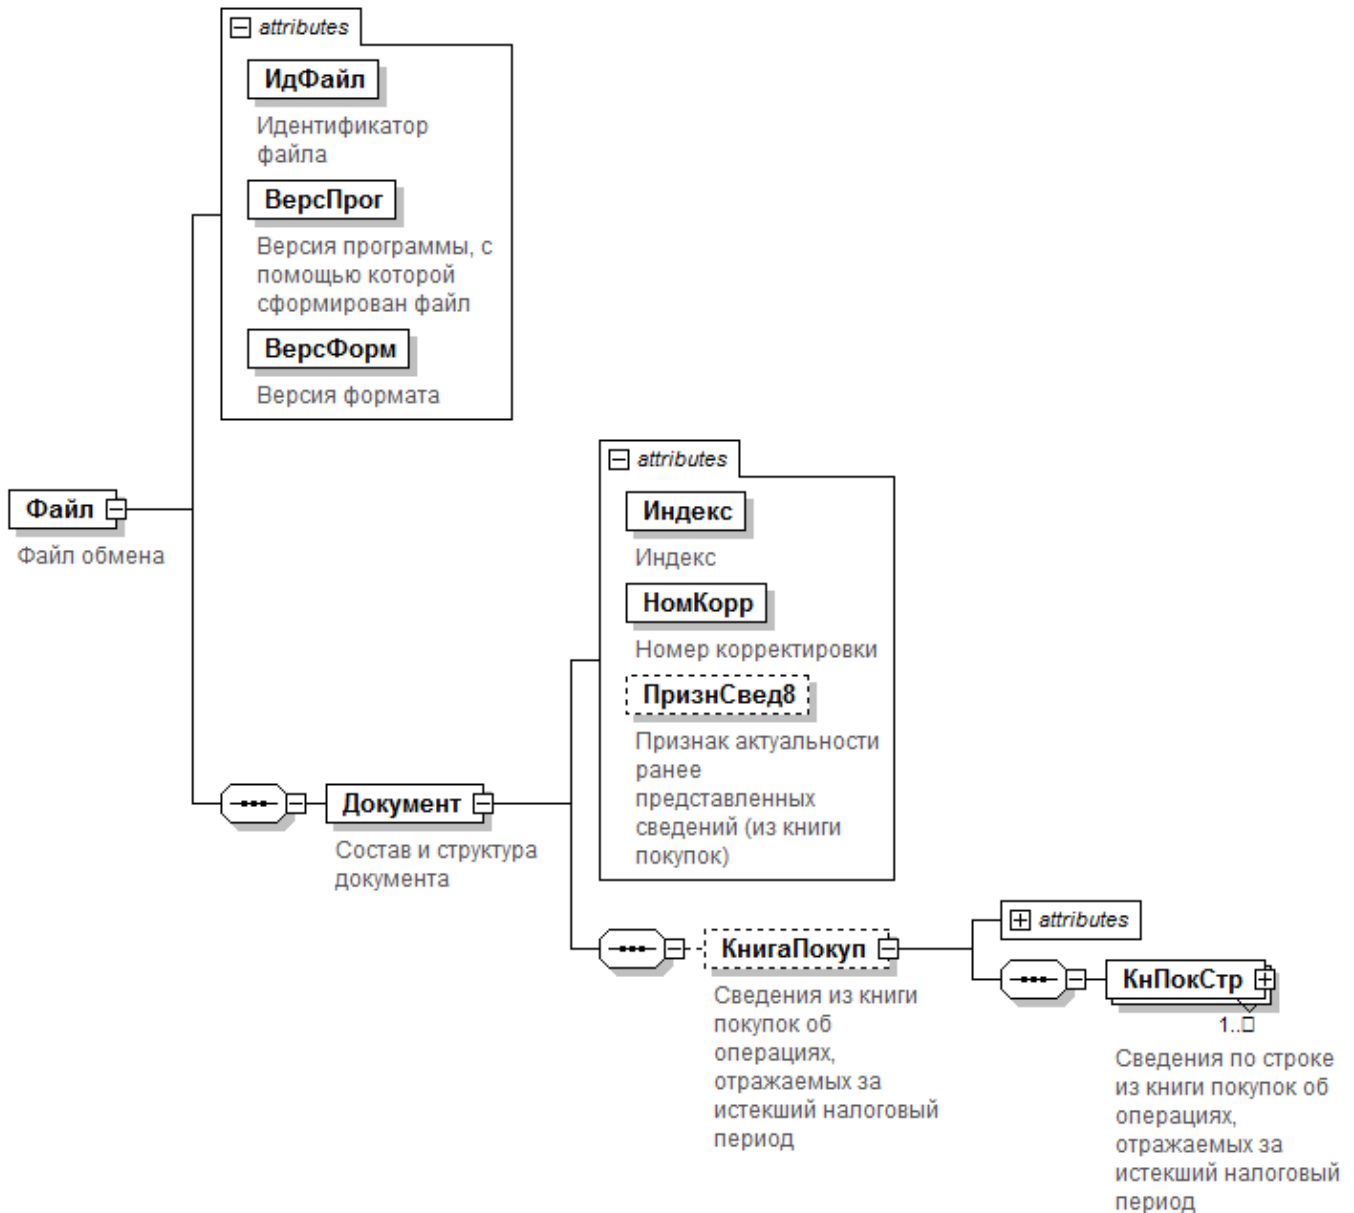 attributes
ИдФайл
Идентификатор
файла
ВерсПрог
Версия программы, с
помощью которой
сформирован файл
ВерсФорм
Версия формата
Файл
Файл обмена
attributes
Индекс
Индекс
НомКорр
Номер корректировки
ПризнСвед8
Признак актуальности
ранее
представленных
сведений (из книги
покупок)
Документ
Состав и структура
документа
КнигаПокуп
Сведения из книги
покупок об
операциях,
отражаемых за
истекший налоговый
период
attributes
КнПокСтр
1..□
Сведения по строке
из книги покупок об
операциях,
отражаемых за
истекший налоговый
период